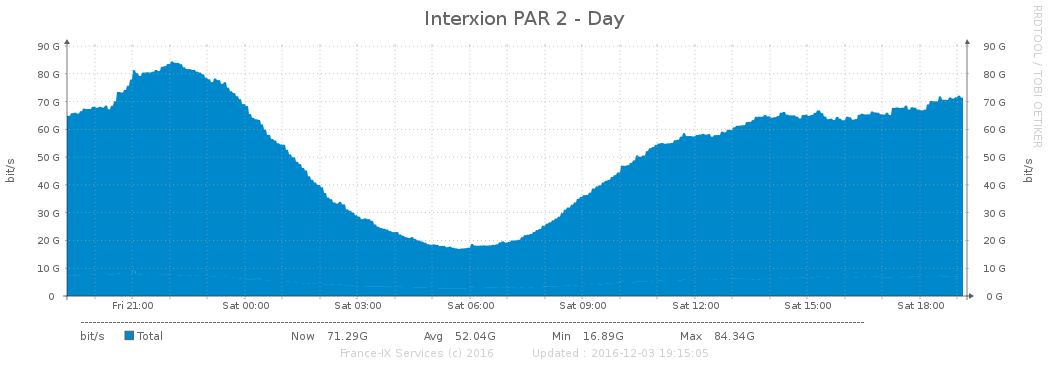 Interxion PAR 2 - Day
RRDTOOL / TOBI OETIKER
bit/s
bit/s
90 G 90 G
80 G 80 G
70 G 70 G
60 G 60 G
50 G 50 G
40 G 40 G
30 G 30 G
20 G 20 G
10 G 10 G
0 0 G
Fri 21:00 Sat 00:00 Sat 03:00 Sat 06:00 Sat 09:00 Sat 12:00 Sat 15:00 Sat 18:00
bit/s Total Now 71.29G Avg 52.04G Min 16.89G Max 84.34G
France-IX Services (c) 2016 Updated : 2016-12-03 19:15:05